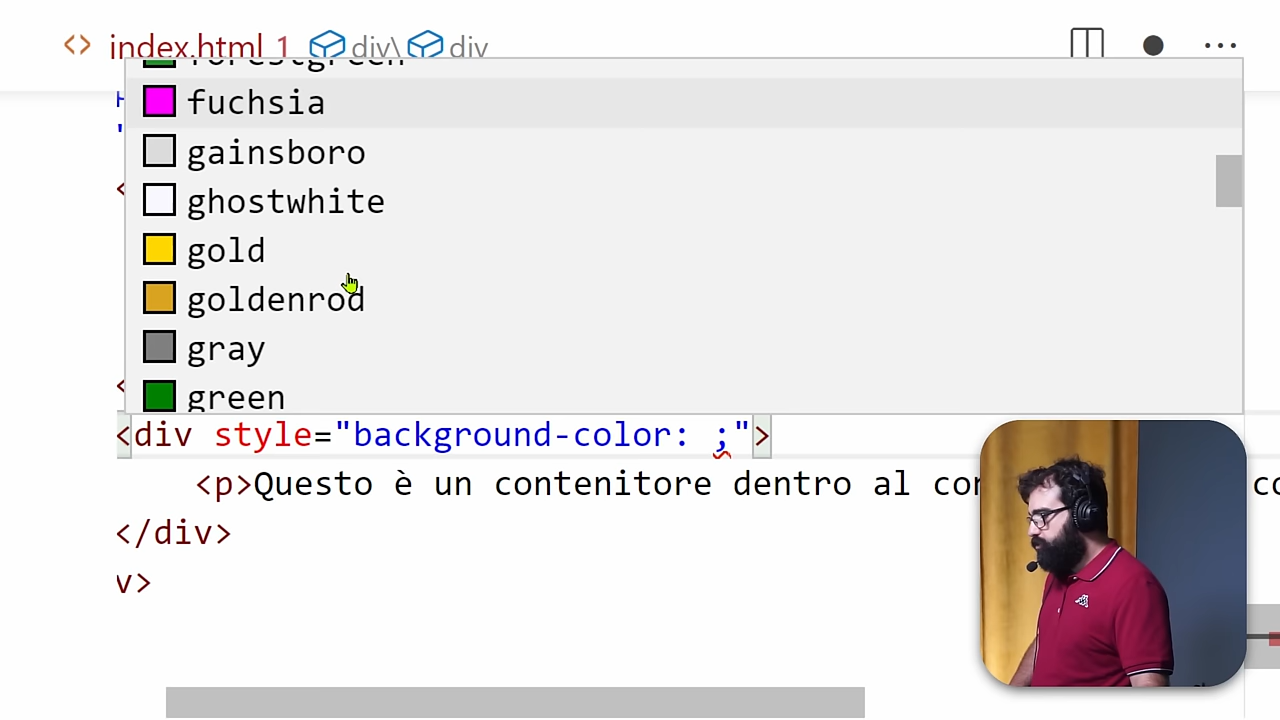 index.html 1 div\ div
forestgreen
fuchsia
gainsboro
ghostwhite
gold
goldenrod
gray
green
<div style="background-color: ;">
<p>Questo è un contenitore dentro al
</div>
v>